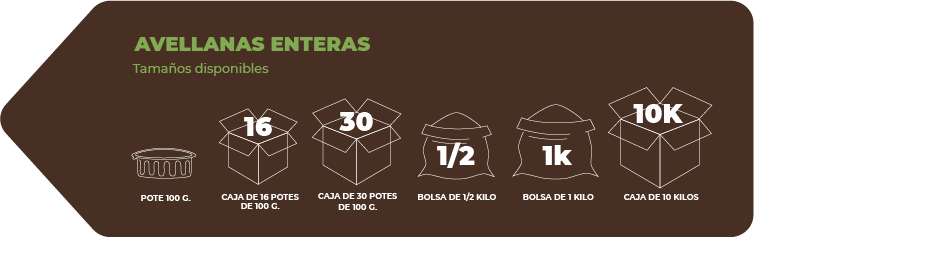 AVELLANAS ENTERAS
Tamaños disponibles
16
30
1/2
1k
10K
POTE 100 G.
CAJA DE 16 POTES
DE 100 G.
CAJA DE 30 POTES
DE 100 G.
BOLSA DE 1/2 KILO
BOLSA DE 1 KILO
CAJA DE 10 KILOS